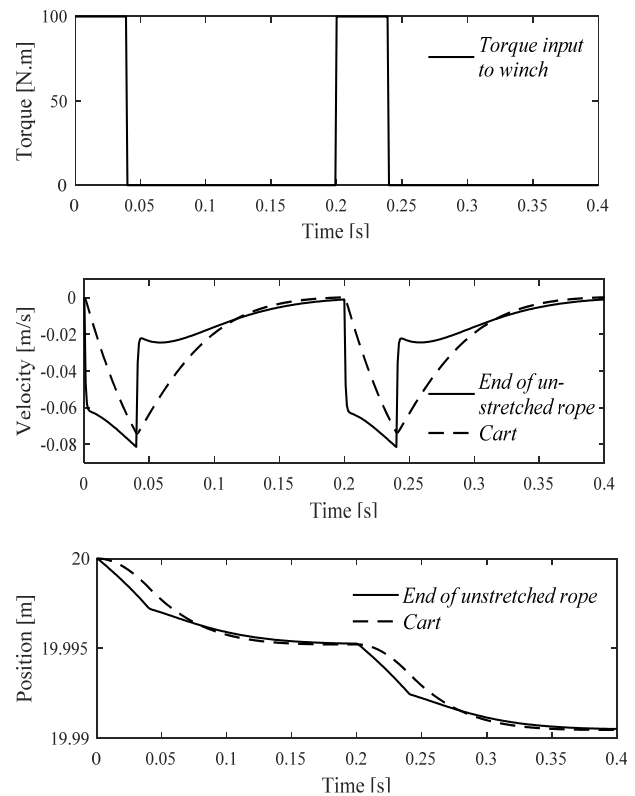 100
50
0
Torque [N.m]
Torque input
to winch
0 0.05 0.1 0.15 0.2 0.25 0.3 0.35 0.4
Time [s]
0
-0.02
-0.04
-0.06
-0.08
Velocity [m/s]
End of un-
stretched rope
Cart
0 0.05 0.1 0.15 0.2 0.25 0.3 0.35 0.4
Time [s]
20
19.995
19.99
Position [m]
End of unstretched rope
Cart
0 0.05 0.1 0.15 0.2 0.25 0.3 0.35 0.4
Time [s]